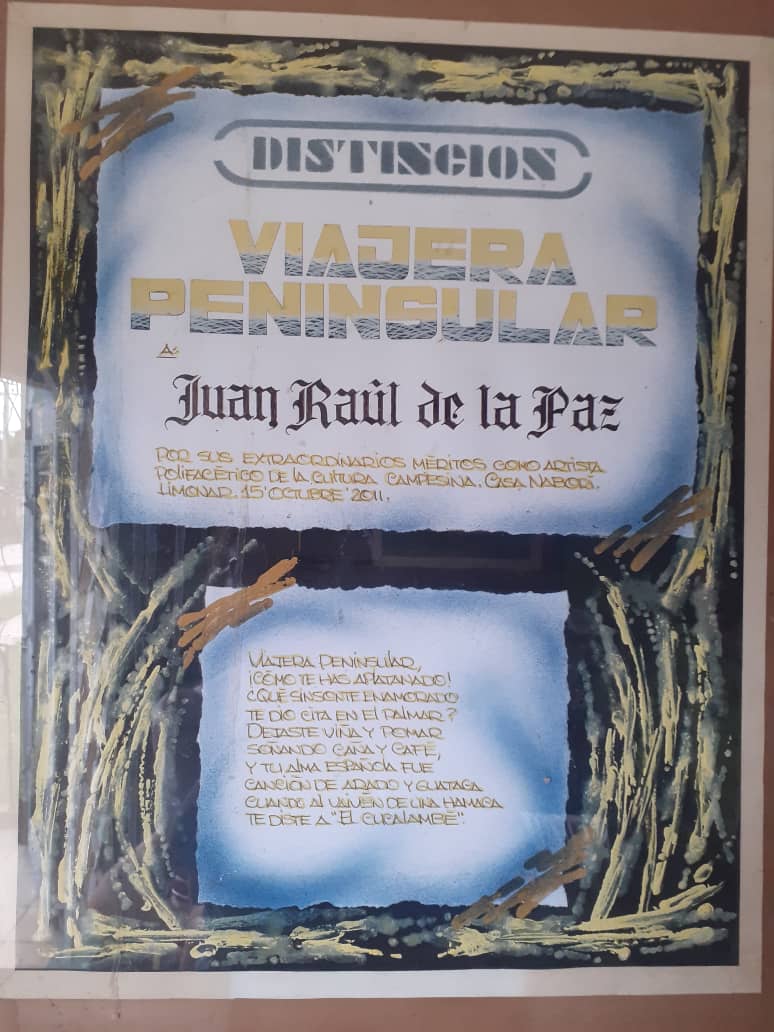 DISTINCION
VIAJERA
PENINSULAR
A:
Juan Raúl de la Paz
POR SUS EXTRAORDINARIOS MÉRITOS COMO ARTISTA
POLIFACÉTICO DE LA CULTURA CAMPESINA. CASA NABORÍ.
LIMONAR. 15 OCTUBRE 2011.
VIAJERA PENINSULAR,
¡CÓMO TE HAS APLATANADO!
¿QUÉ SINSONTE ENAMORADO
TE DIO CITA EN EL PALMAR?
DEJASTE VIÑA Y POMAR
SOÑANDO CAÑA Y CAFÉ,
Y TU ALMA ESPAÑOLA FUE
CANCIÓN DE ARADO Y GUATACA
CUANDO AL VAIVÉN DE UNA HAMACA
TE DISTE A "EL CUCALAMBÉ".